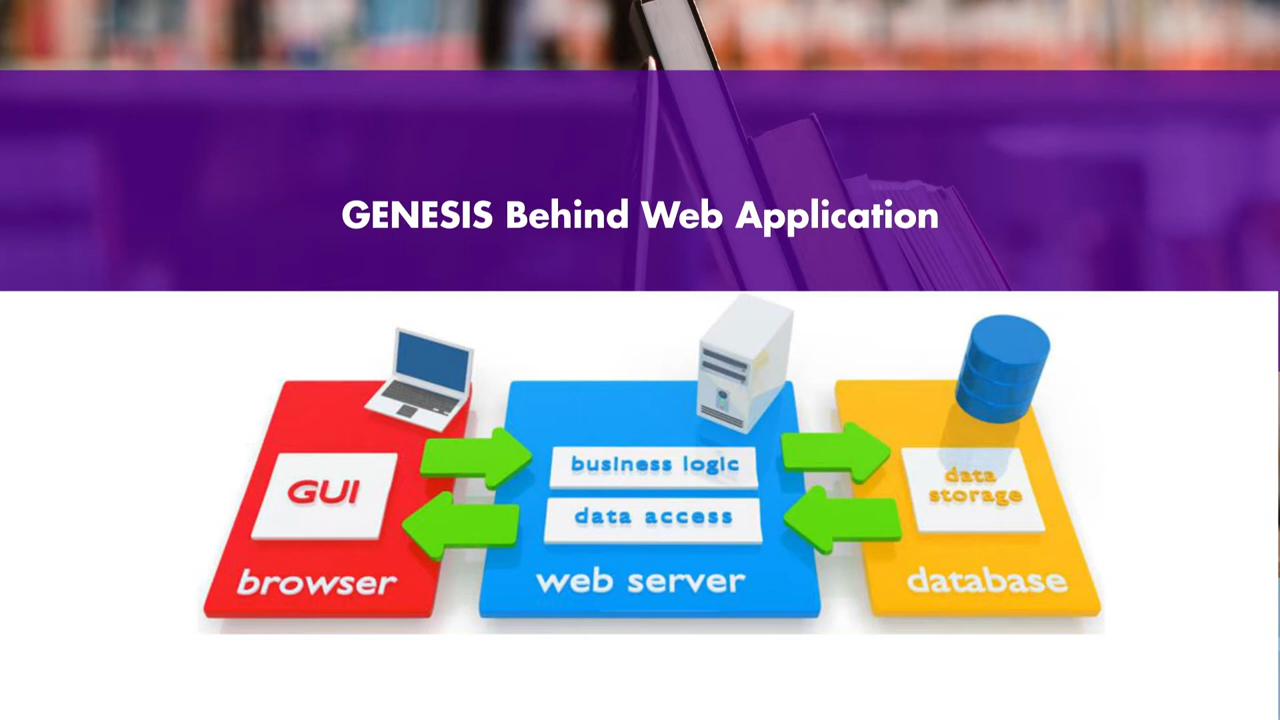 GENESIS Behind Web Application
GUI
browser
business logic
data access
web server
data
storage
database